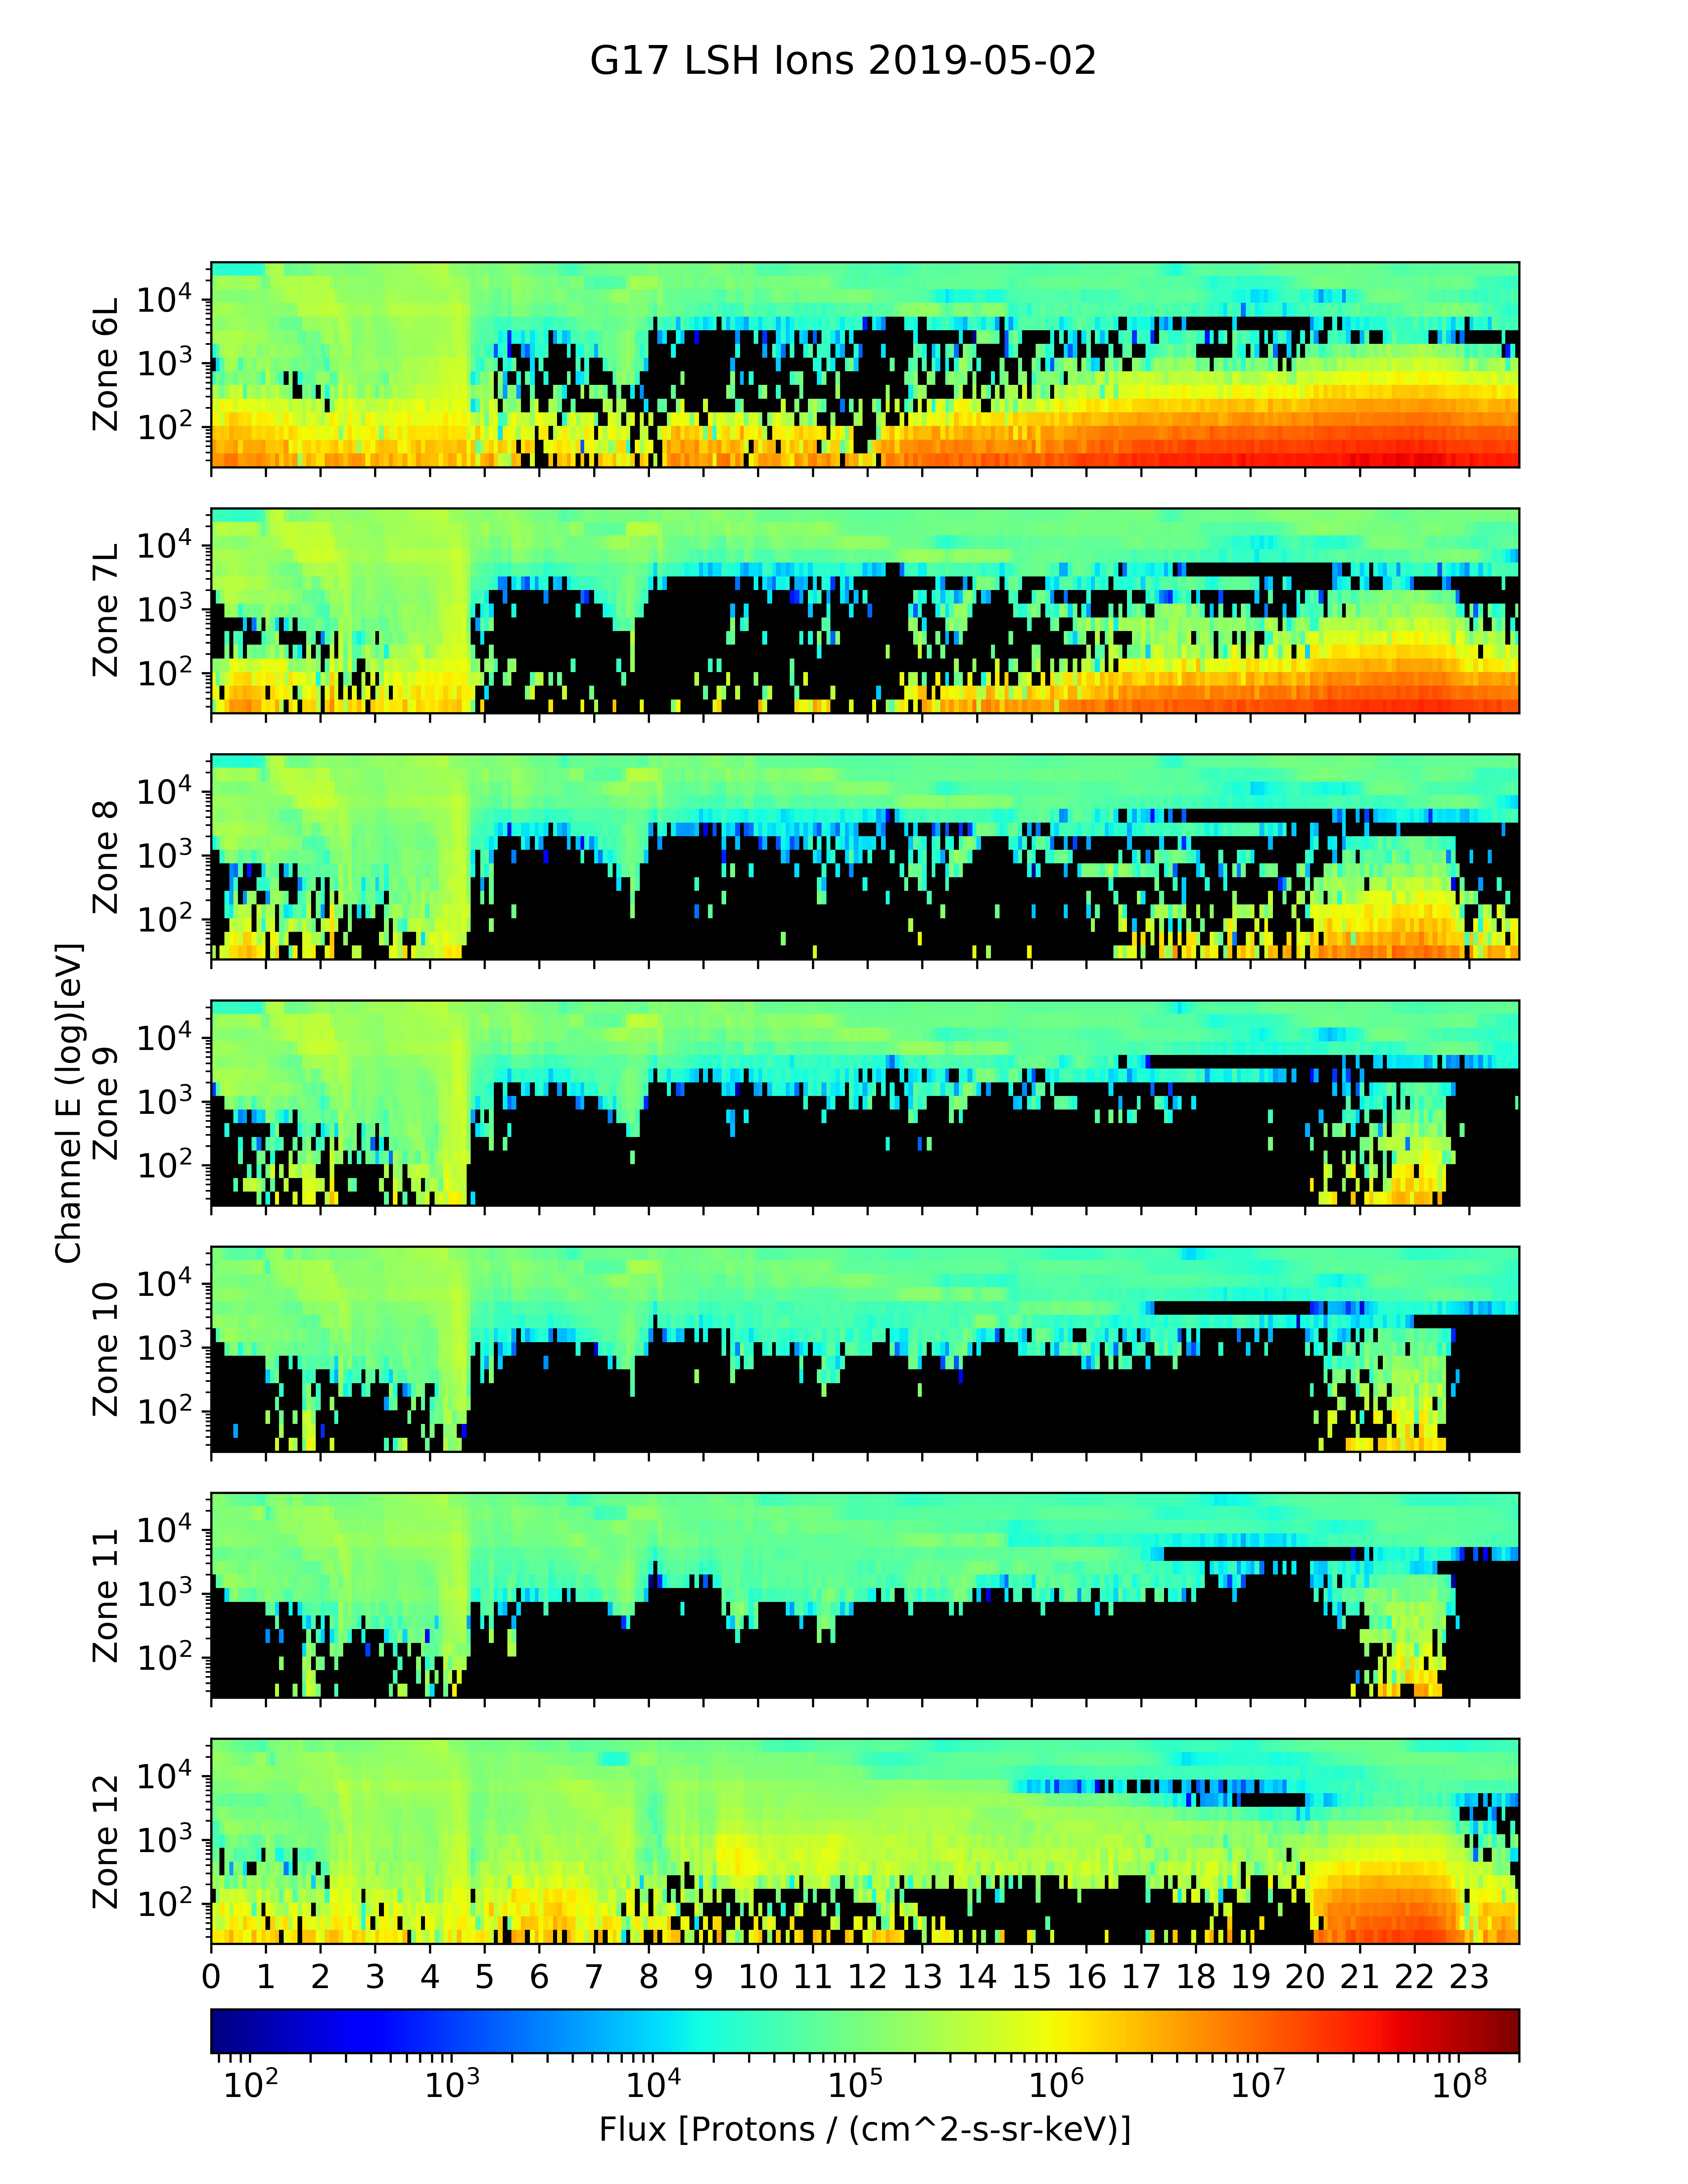 G17 LSH Ions 2019-05-02
Channel E (log)[eV]
Zone 6L
10^4
10^3
10^2
Zone 7L
10^4
10^3
10^2
Zone 8
10^4
10^3
10^2
Zone 9
10^4
10^3
10^2
Zone 10
10^4
10^3
10^2
Zone 11
10^4
10^3
10^2
Zone 12
10^4
10^3
10^2
0 1 2 3 4 5 6 7 8 9 10 11 12 13 14 15 16 17 18 19 20 21 22 23
10^2 10^3 10^4 10^5 10^6 10^7 10^8
Flux [Protons / (cm^2-s-sr-keV)]